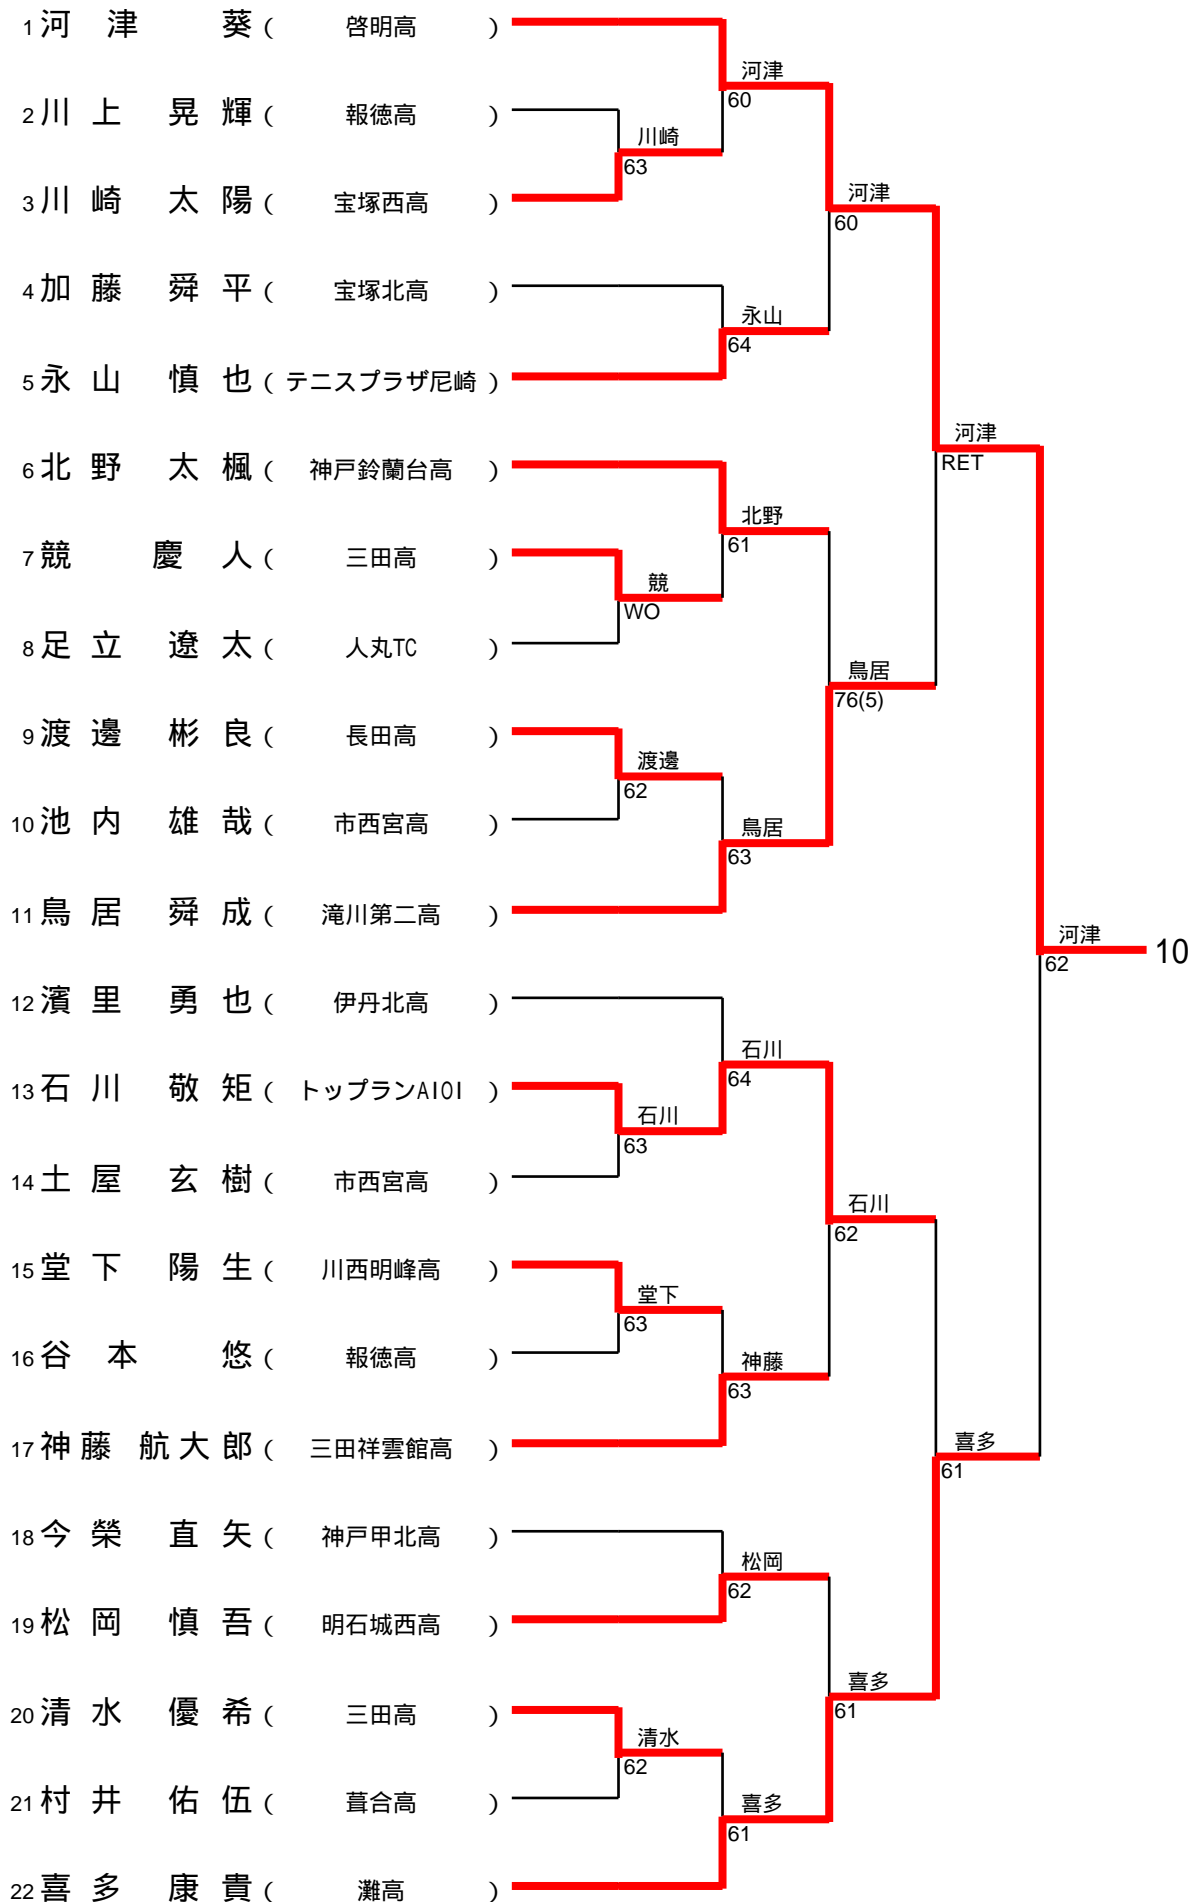 1 河 津 葵 ( 啓明高 )
河津
60
2 川 上 晃 輝 ( 報徳高 )
川崎
63
3 川 崎 太 陽 ( 宝塚西高 )
河津
60
4 加 藤 舜 平 ( 宝塚北高 )
永山
64
5 永 山 慎 也 ( テニスプラザ尼崎 )
河津
RET
6 北 野 太 楓 ( 神戸鈴蘭台高 )
北野
61
7 競 慶 人 ( 三田高 )
競
WO
8 足 立 遼 太 ( 人丸TC )
鳥居
76(5)
9 渡 邊 彬 良 ( 長田高 )
渡邊
62
10 池 内 雄 哉 ( 市西宮高 )
鳥居
63
11 鳥 居 舜 成 ( 滝川第二高 )
河津
62
10
12 濱 里 勇 也 ( 伊丹北高 )
石川
64
13 石 川 敬 矩 ( トップランAIOI )
石川
63
14 土 屋 玄 樹 ( 市西宮高 )
石川
62
15 堂 下 陽 生 ( 川西明峰高 )
堂下
63
16 谷 本 悠 ( 報徳高 )
神藤
63
17 神 藤 航 大 郎 ( 三田祥雲館高 )
喜多
61
18 今 榮 直 矢 ( 神戸甲北高 )
松岡
62
19 松 岡 慎 吾 ( 明石城西高 )
喜多
61
20 清 水 優 希 ( 三田高 )
清水
62
21 村 井 佑 伍 ( 葺合高 )
喜多
61
22 喜 多 康 貴 ( 灘高 )